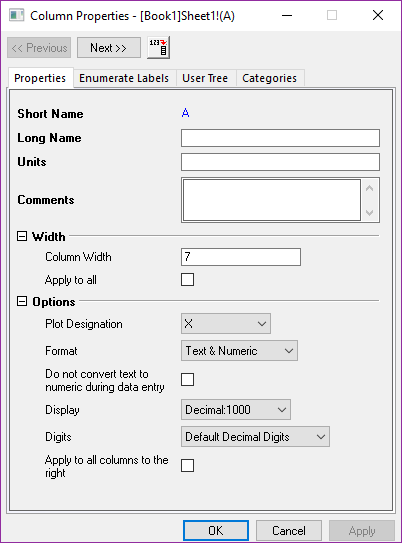 Column Properties - [Book1]Sheet1!(A)
<< Previous Next >> 123
Properties Enumerate Labels User Tree Categories
Short Name A
Long Name
Units
Comments
Width
Column Width 7
Apply to all
Options
Plot Designation X
Format Text & Numeric
Do not convert text to
numeric during data entry
Display Decimal:1000
Digits Default Decimal Digits
Apply to all columns to the
right
OK Cancel Apply